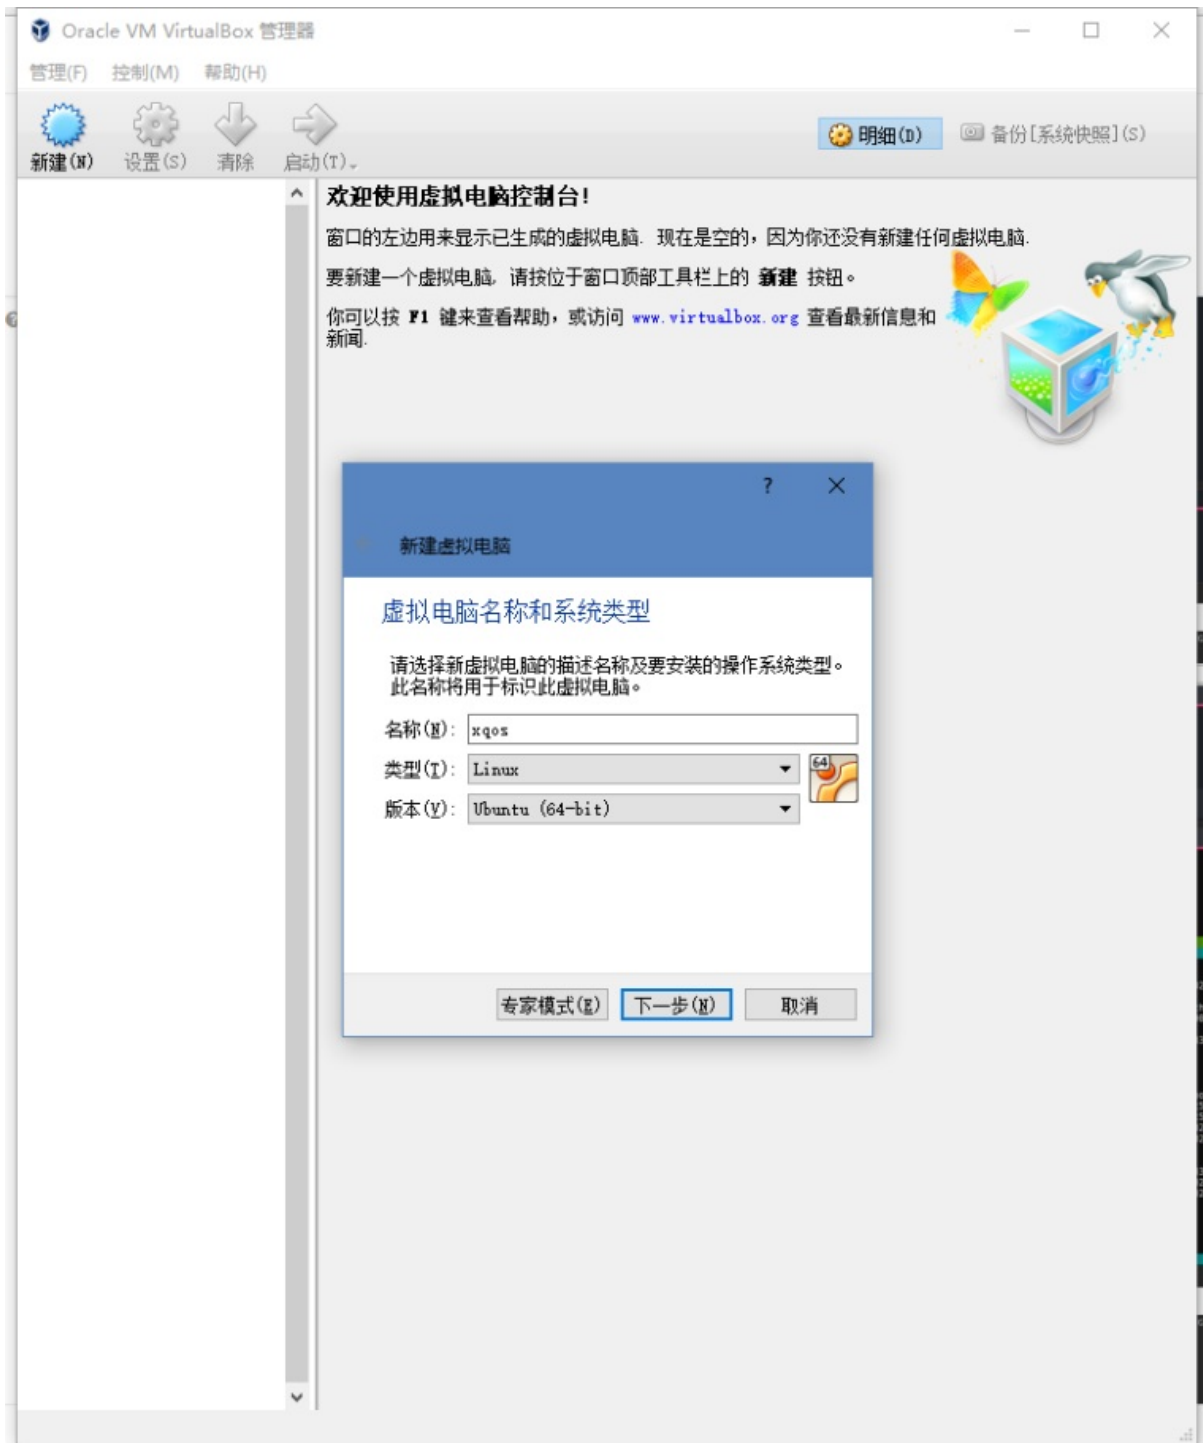 Oracle VM VirtualBox 管理器
管理(F) 控制(M) 帮助(H)
新建(N) 设置(S) 清除 启动(T) 明细(D) 备份[系统快照](S)
欢迎使用虚拟电脑控制台!
窗口的左边用来显示已生成的虚拟电脑. 现在是空的，因为你还没有新建任何虚拟电脑.
要新建一个虚拟电脑, 请按位于窗口顶部工具栏上的 新建 按钮。
你可以按 F1 键来查看帮助，或访问 www.virtualbox.org 查看最新信息和
新闻.
?
新建虚拟电脑
虚拟电脑名称和系统类型
请选择新虚拟电脑的描述名称及要安装的操作系统类型。
此名称将用于标识此虚拟电脑。
名称(N): xqos
类型(T): Linux
64
版本(V): Ubuntu (64-bit)
专家模式(E) 下一步(N) 取消